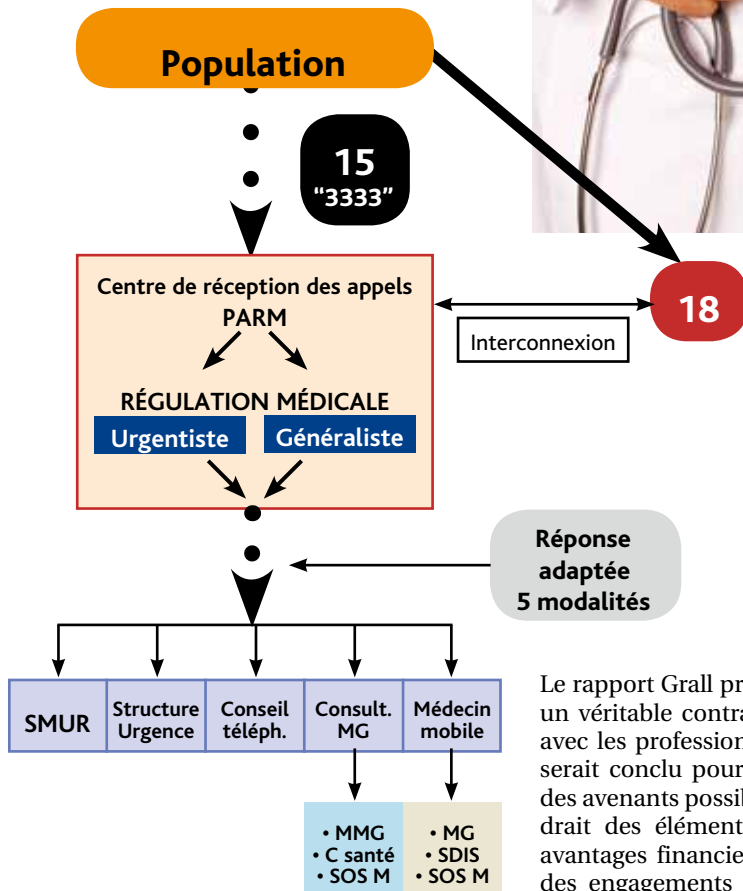 Population
15
"3333"
Centre de réception des appels
PARM
18
Interconnexion
RÉGULATION MÉDICALE
Urgentiste
Généraliste
Réponse
adaptée
5 modalités
SMUR
Structure
Urgence
Conseil
téléph.
Consult.
MG
Médecin
mobile
• MMG
• C santé
• SOS M
• MG
• SDIS
• SOS M
Le rapport Grall pr
un véritable contra
avec les profession
serait conclu pour
des avenants possib
drait des élément
avantages financie
des engagements